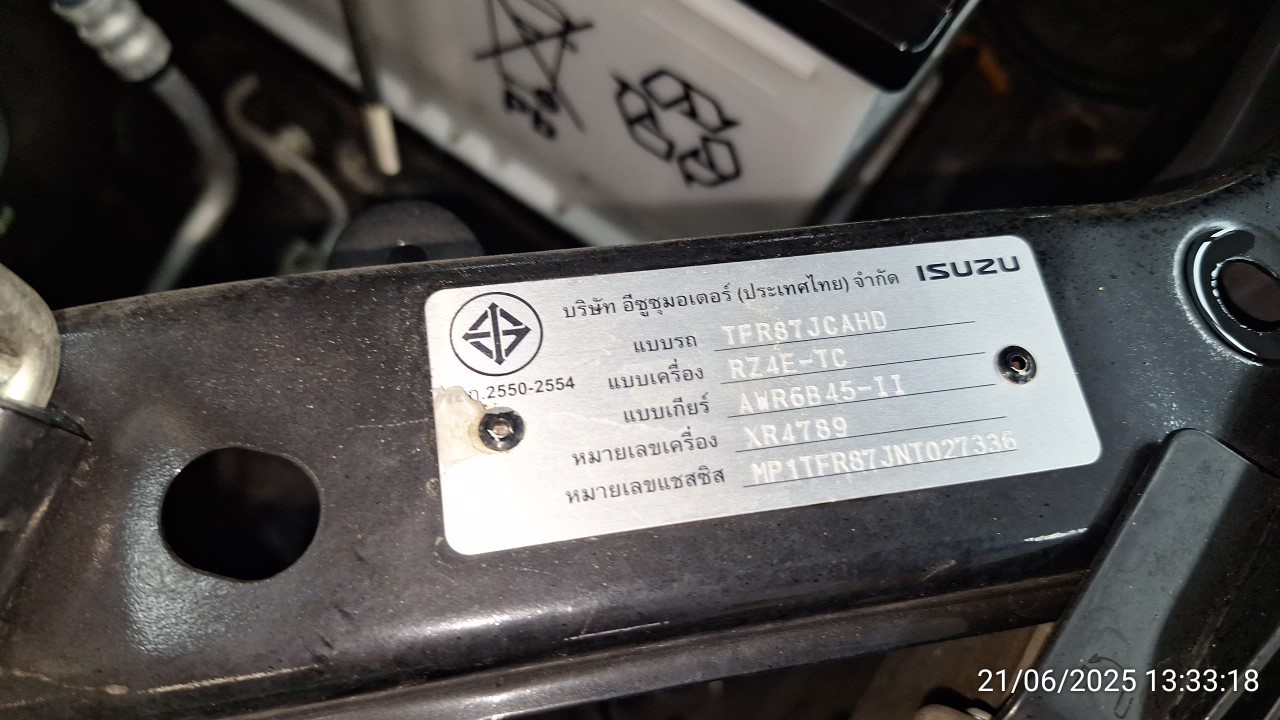 บริษัท อีซูซุมอเตอร์ (ประเทศไทย) จำกัด ISUZU
แบบรถ TFR87JCAHD
แบบเครื่อง RZ4E-TC
2550-2554
แบบเกียร์ AWR6B45-II
หมายเลขเครื่อง XR4789
หมายเลขแชสซิส MP1TFR87JNT027336
21/06/2025 13:33:18